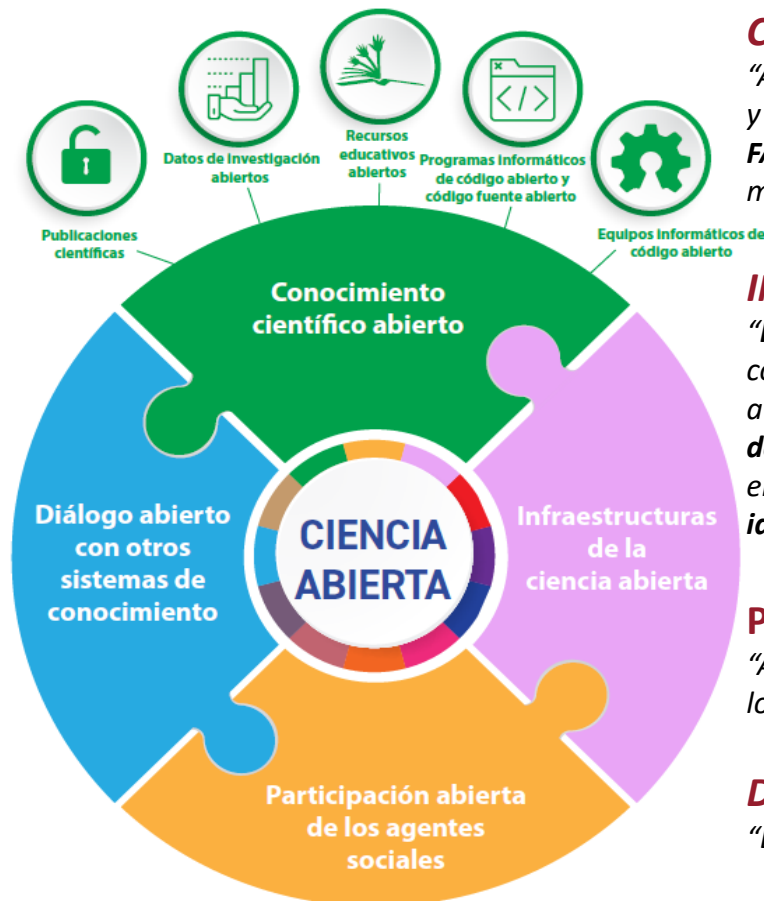 Publicaciones
científicas
Datos de investigación
abiertos
Recursos
educativos
abiertos
Programas informáticos
de código abierto y
código fuente abierto
</>
Equipos informáticos de
código abierto
Conocimiento
científico abierto
Diálogo abierto
con otros
sistemas de
conocimiento
CIENCIA
ABIERTA
Infraestructuras
de la
ciencia abierta
Participación abierta
de los agentes
sociales
y